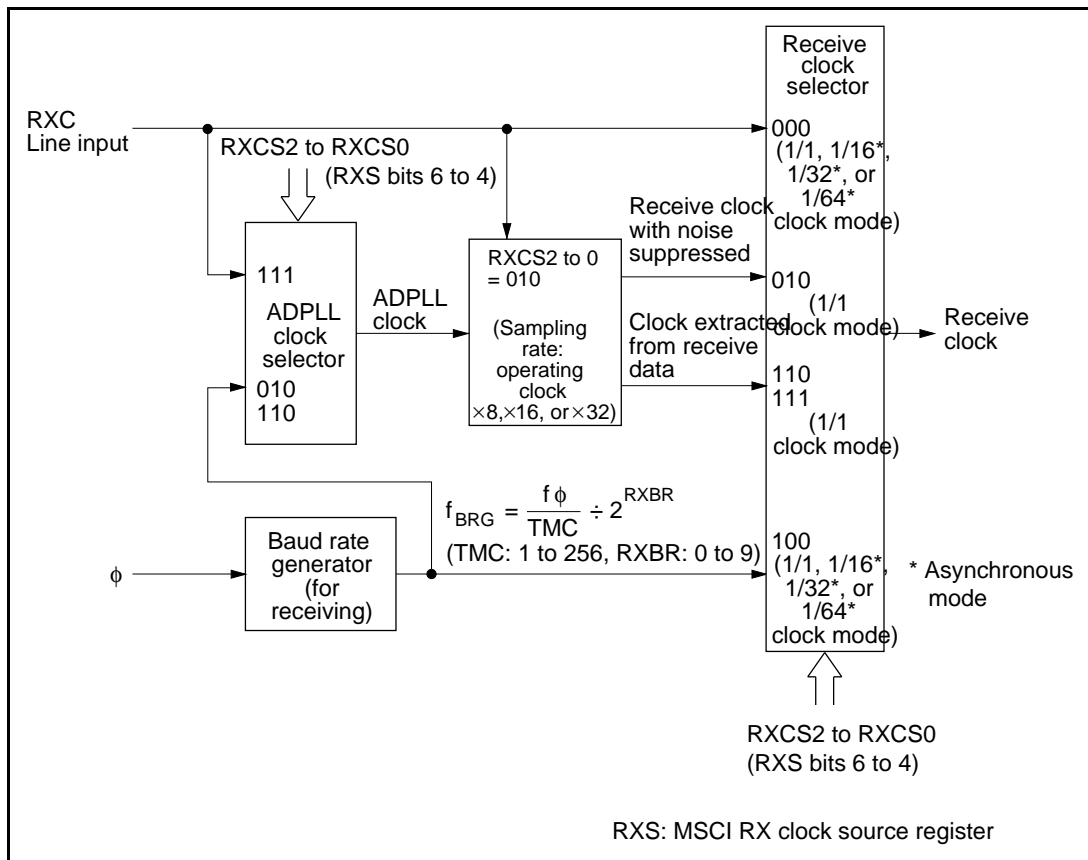 Receive
clock
selector
RXC
Line input
RXCS2 to RXCS0
(RXS bits 6 to 4)
000
(1/1, 1/16*,
1/32*, or
1/64*
clock mode)
Receive clock
with noise
suppressed
111
ADPLL
clock
selector
010
110
ADPLL
clock
RXCS2 to 0
= 010
(Sampling
rate:
operating
clock
×8,×16, or×32)
010
(1/1
clock mode)
Clock extracted
from receive
data
Receive
clock
110
111
(1/1
clock mode)
f BRG = fϕ / TMC ÷ 2 RXBR
(TMC: 1 to 256, RXBR: 0 to 9)
ϕ
Baud rate
generator
(for
receiving)
100
(1/1, 1/16*,
1/32*, or
1/64*
clock mode)
* Asynchronous
mode
RXCS2 to RXCS0
(RXS bits 6 to 4)
RXS: MSCI RX clock source register